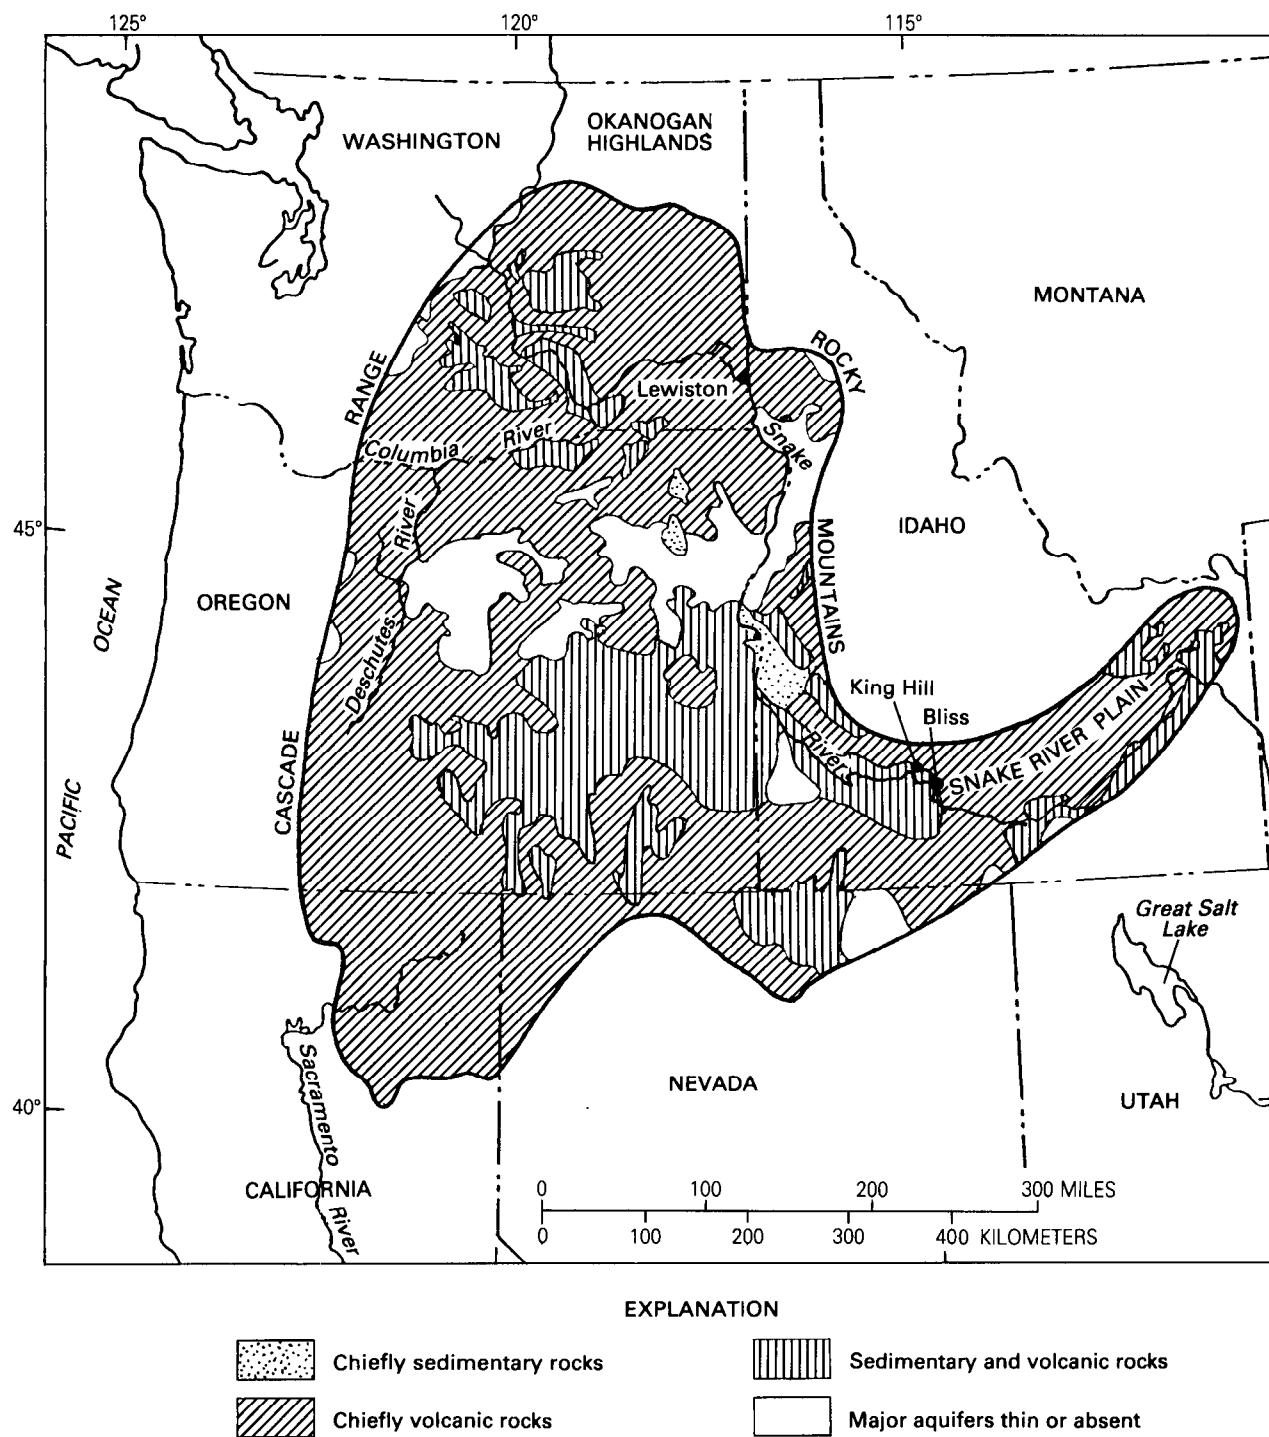 125°
120°
115°
WASHINGTON
OKANOGAN
HIGHLANDS
MONTANA
ROCKY
RANGE
Lewiston
Columbia
River
Snake
45°
River
MOUNTAINS
IDAHO
OREGON
OCEAN
Deschutes
King Hill
Bliss
River
SNAKE RIVER PLAIN
CASCADE
PACIFIC
Great Salt
Lake
Sacramento
NEVADA
40°
UTAH
CALIFORNIA
River
0 100 200 300 MILES
0 100 200 300 400 KILOMETERS
EXPLANATION
Chiefly sedimentary rocks
Sedimentary and volcanic rocks
Chiefly volcanic rocks
Major aquifers thin or absent